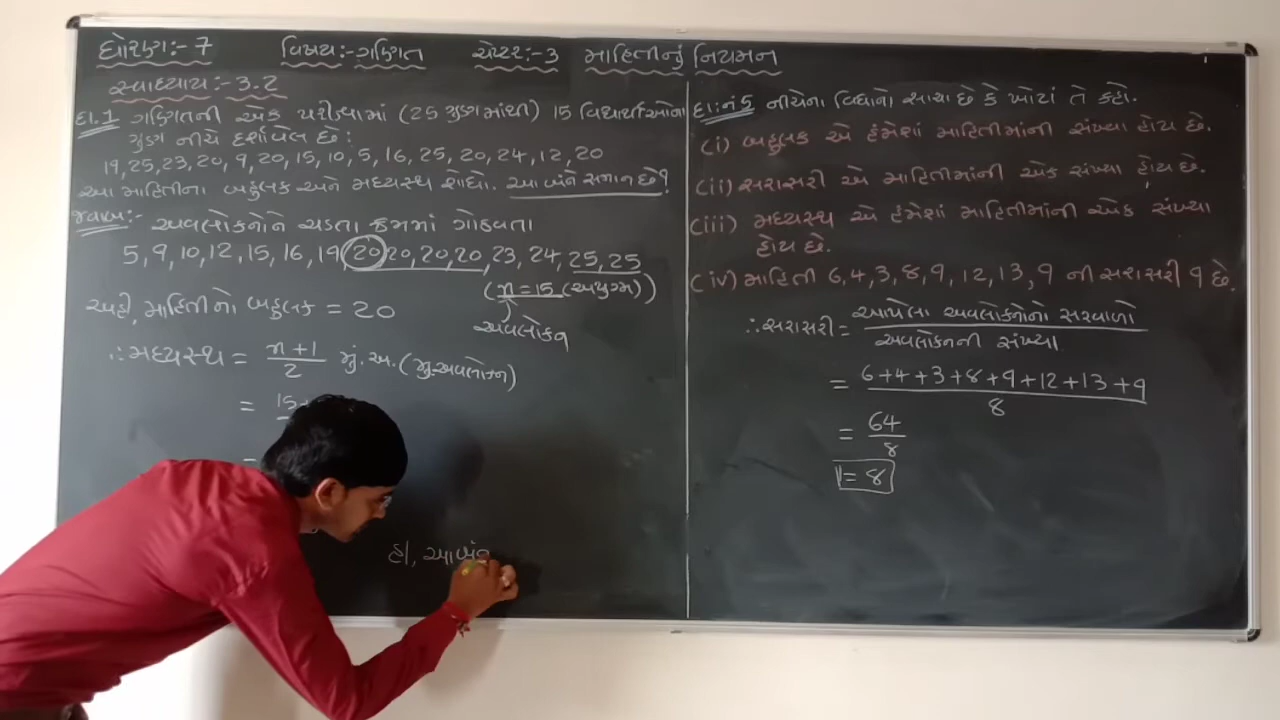 ધોરણ:- 7 વિષય:- ગણિત ચેપ્ટર:-3 માહિતીનું નિયમન
સ્વાધ્યાય:- 3.2
દા.1 ગણિતની એક પરીક્ષામાં (25 ગુણમાંથી) 15 વિદ્યાર્થીઓના
ગુણ નીચે દર્શાવેલ છે:
19,25,23,20,9,20,15,10,5,16,25,20,24,12,20
આ માહિતીના બહુલક અને મધ્યસ્થ શોધો. આ બંને સમાન છે?
જવાબ:- અવલોકનોને ચડતા ક્રમમાં ગોઠવતા
5,9,10,12,15,16,19,20,20,20,20,23,24,25,25
(n=15 (અયુગ્મ))
અવલોકન
અહી, માહિતીનો બહુલક = 20
∴મધ્યસ્થ = n+1/2 મું. અ. (મુ.અવલોકન)
= 15
=
હા, આ બંન
દા:નં 5 નીચેના વિધાનો સાચા છે કે ખોટાં તે કહો.
(i) બહુલક એ હંમેશાં માહિતીમાંની સંખ્યા હોય છે.
(ii) સરાસરી એ માહિતીમાંની એક સંખ્યા હોય છે.
(iii) મધ્યસ્થ એ હંમેશાં માહિતીમાંની એક સંખ્યા
હોય છે.
(iv) માહિતી 6,4,3,8,9,12,13,9 ની સરાસરી 9 છે.
∴સરાસરી = આપેલા અવલોકનોનો સરવાળો
અવલોકનની સંખ્યા
= 6+4+3+8+9+12+13+9
8
= 64
8
= 8